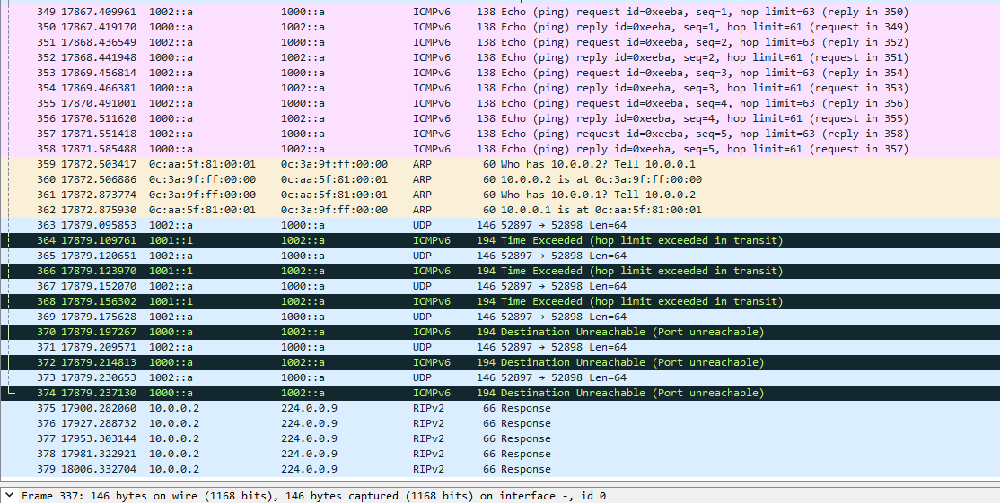 349 17867.409961 1002::a 1000::a ICMPv6 138 Echo (ping) request id=0xeeba, seq=1, hop limit=63 (reply in 350)
350 17867.419170 1000::a 1002::a ICMPv6 138 Echo (ping) reply id=0xeeba, seq=1, hop limit=61 (request in 349)
351 17868.436549 1002::a 1000::a ICMPv6 138 Echo (ping) request id=0xeeba, seq=2, hop limit=63 (reply in 352)
352 17868.441948 1000::a 1002::a ICMPv6 138 Echo (ping) reply id=0xeeba, seq=2, hop limit=61 (request in 351)
353 17869.456814 1002::a 1000::a ICMPv6 138 Echo (ping) request id=0xeeba, seq=3, hop limit=63 (reply in 354)
354 17869.466381 1000::a 1002::a ICMPv6 138 Echo (ping) reply id=0xeeba, seq=3, hop limit=61 (request in 353)
355 17870.491001 1002::a 1000::a ICMPv6 138 Echo (ping) request id=0xeeba, seq=4, hop limit=63 (reply in 356)
356 17870.511620 1000::a 1002::a ICMPv6 138 Echo (ping) reply id=0xeeba, seq=4, hop limit=61 (request in 355)
357 17871.551418 1002::a 1000::a ICMPv6 138 Echo (ping) request id=0xeeba, seq=5, hop limit=63 (reply in 358)
358 17871.585488 1000::a 1002::a ICMPv6 138 Echo (ping) reply id=0xeeba, seq=5, hop limit=61 (request in 357)
359 17872.503417 0c:aa:5f:81:00:01 0c:3a:9f:ff:00:00 ARP 60 Who has 10.0.0.2? Tell 10.0.0.1
360 17872.506886 0c:3a:9f:ff:00:00 0c:aa:5f:81:00:01 ARP 60 10.0.0.2 is at 0c:3a:9f:ff:00:00
361 17872.873774 0c:3a:9f:ff:00:00 0c:aa:5f:81:00:01 ARP 60 Who has 10.0.0.1? Tell 10.0.0.2
362 17872.875930 0c:aa:5f:81:00:01 0c:3a:9f:ff:00:00 ARP 60 10.0.0.1 is at 0c:aa:5f:81:00:01
363 17879.095853 1002::a 1000::a UDP 146 52897 → 52898 Len=64
364 17879.109761 1001::1 1002::a ICMPv6 194 Time Exceeded (hop limit exceeded in transit)
365 17879.120651 1002::a 1000::a UDP 146 52897 → 52898 Len=64
366 17879.123970 1001::1 1002::a ICMPv6 194 Time Exceeded (hop limit exceeded in transit)
367 17879.152070 1002::a 1000::a UDP 146 52897 → 52898 Len=64
368 17879.156302 1001::1 1002::a ICMPv6 194 Time Exceeded (hop limit exceeded in transit)
369 17879.175628 1002::a 1000::a UDP 146 52897 → 52898 Len=64
370 17879.197267 1000::a 1002::a ICMPv6 194 Destination Unreachable (Port unreachable)
371 17879.209571 1002::a 1000::a UDP 146 52897 → 52898 Len=64
372 17879.214813 1000::a 1002::a ICMPv6 194 Destination Unreachable (Port unreachable)
373 17879.230653 1002::a 1000::a UDP 146 52897 → 52898 Len=64
374 17879.237130 1000::a 1002::a ICMPv6 194 Destination Unreachable (Port unreachable)
375 17900.282060 10.0.0.2 224.0.0.9 RIPv2 66 Response
376 17927.288732 10.0.0.2 224.0.0.9 RIPv2 66 Response
377 17953.303144 10.0.0.2 224.0.0.9 RIPv2 66 Response
378 17981.322921 10.0.0.2 224.0.0.9 RIPv2 66 Response
379 18006.332704 10.0.0.2 224.0.0.9 RIPv2 66 Response
Frame 337: 146 bytes on wire (1168 bits), 146 bytes captured (1168 bits) on interface -, id 0